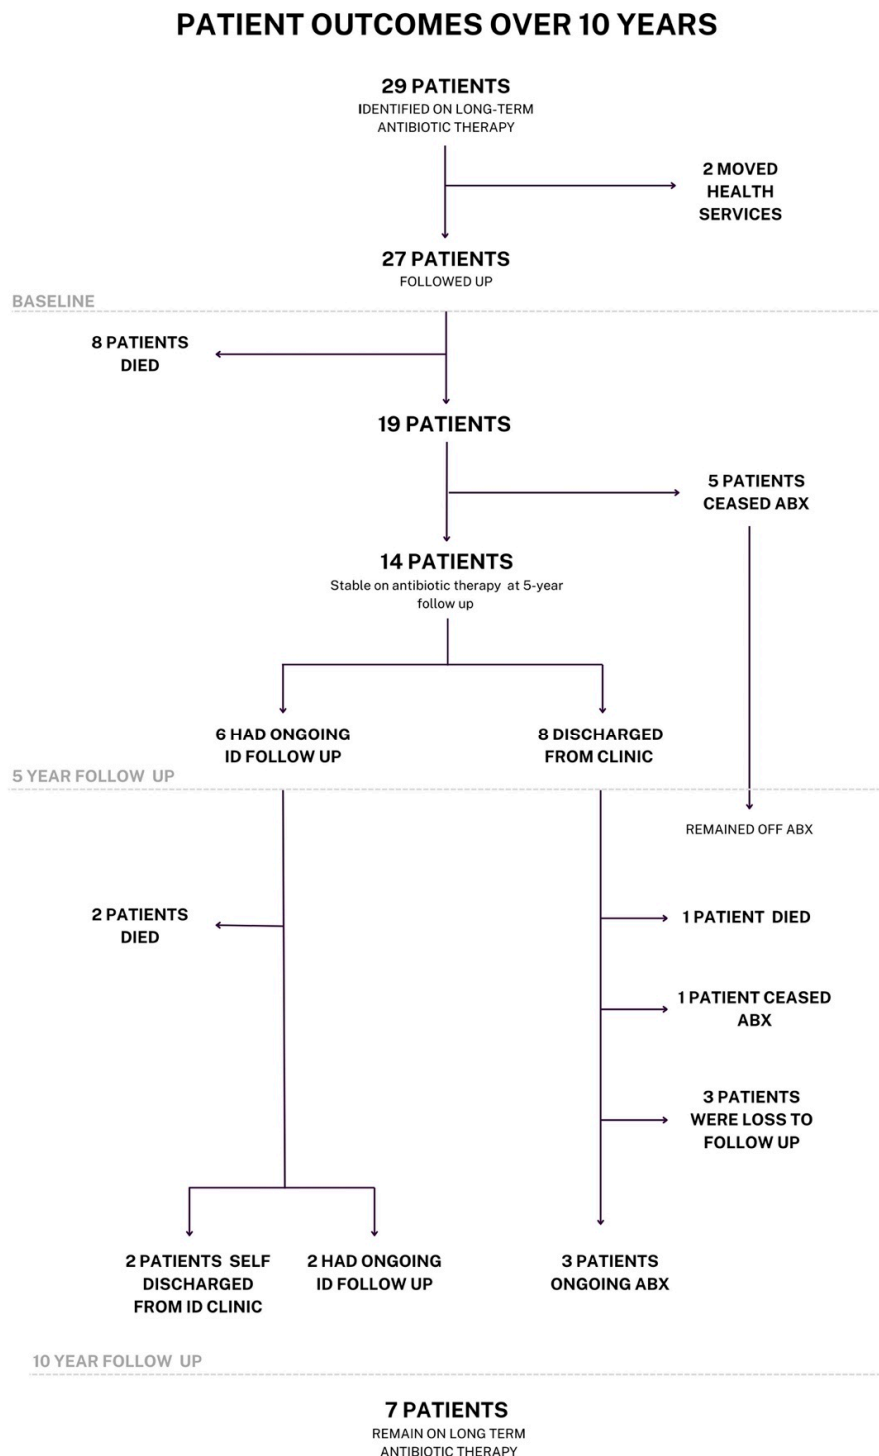 PATIENT OUTCOMES OVER 10 YEARS
29 PATIENTS
IDENTIFIED ON LONG-TERM
ANTIBIOTIC THERAPY
2 MOVED
HEALTH
SERVICES
27 PATIENTS
FOLLOWED UP
BASELINE
8 PATIENTS
DIED
19 PATIENTS
5 PATIENTS
CEASED ABX
14 PATIENTS
Stable on antibiotic therapy at 5-year
follow up
6 HAD ONGOING
ID FOLLOW UP
8 DISCHARGED
FROM CLINIC
5 YEAR FOLLOW UP
REMAINED OFF ABX
2 PATIENTS
DIED
1 PATIENT DIED
1 PATIENT CEASED
ABX
3 PATIENTS
WERE LOSS TO
FOLLOW UP
2 PATIENTS SELF
DISCHARGED
FROM ID CLINIC
2 HAD ONGOING
ID FOLLOW UP
3 PATIENTS
ONGOING ABX
10 YEAR FOLLOW UP
7 PATIENTS
REMAIN ON LONG TERM
ANTIBIOTIC THERAPY